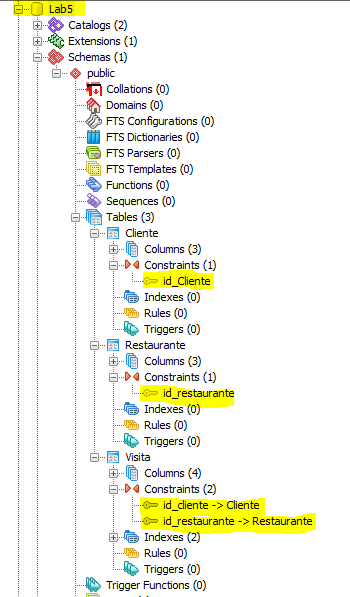 Lab5
Catalogs (2)
Extensions (1)
Schemas (1)
public
Collations (0)
Domains (0)
FTS Configurations (0)
FTS Dictionaries (0)
FTS Parsers (0)
FTS Templates (0)
Functions (0)
Sequences (0)
Tables (3)
Cliente
Columns (3)
Constraints (1)
id_Cliente
Indexes (0)
Rules (0)
Triggers (0)
Restaurante
Columns (3)
Constraints (1)
id_restaurante
Indexes (0)
Rules (0)
Triggers (0)
Visita
Columns (4)
Constraints (2)
id_cliente -> Cliente
id_restaurante -> Restaurante
Indexes (2)
Rules (0)
Triggers (0)
Trigger Functions (0)